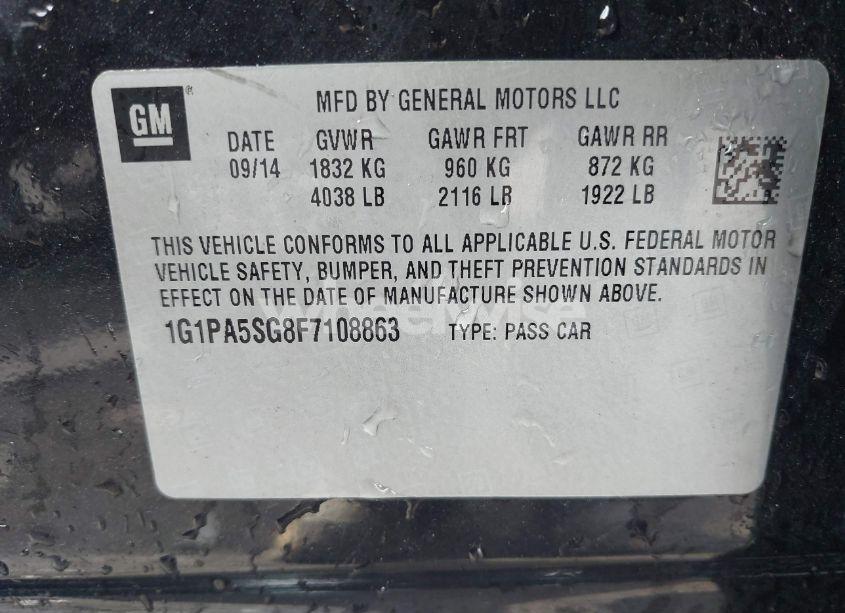 GM
MFD BY GENERAL MOTORS LLC
DATE GVWR GAWR FRT GAWR RR
09/14 1832 KG 960 KG 872 KG
4038 LB 2116 LB 1922 LB
THIS VEHICLE CONFORMS TO ALL APPLICABLE U.S. FEDERAL MOTOR
VEHICLE SAFETY, BUMPER, AND THEFT PREVENTION STANDARDS IN
EFFECT ON THE DATE OF MANUFACTURE SHOWN ABOVE.
WheelWise
1G1PA5SG8F7108863 TYPE: PASS CAR